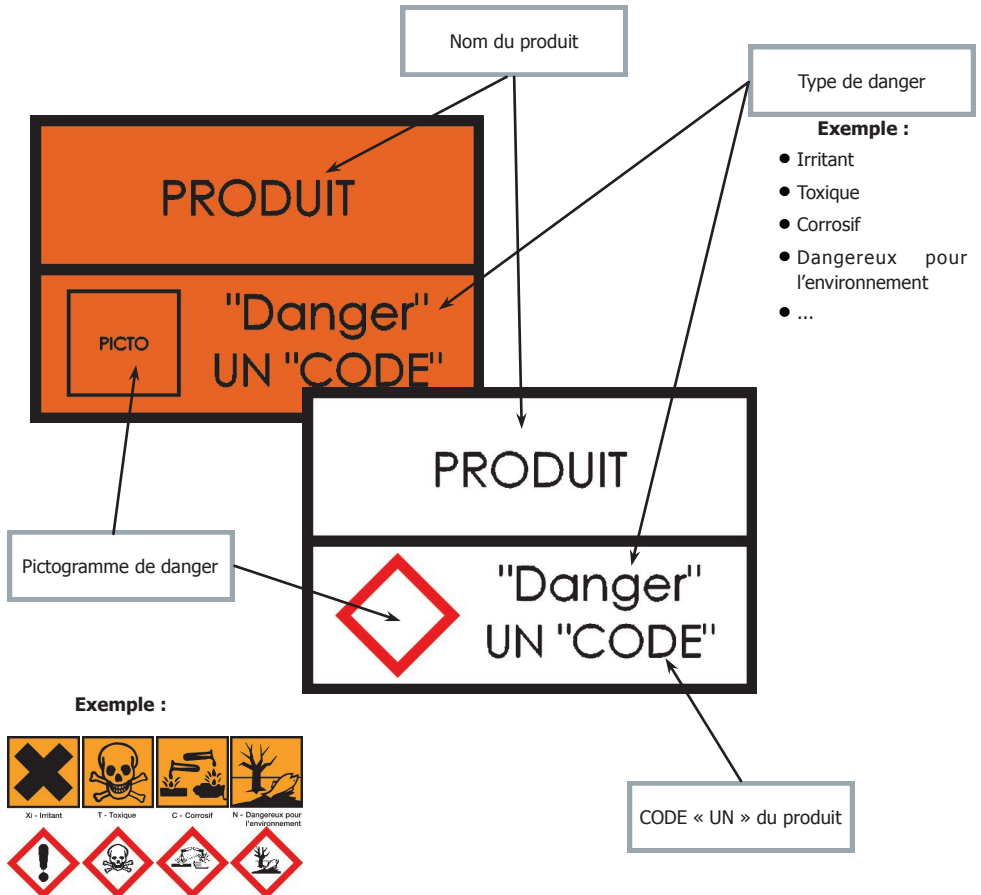 Nom du produit
Type de danger
Exemple :
● Irritant
● Toxique
● Corrosif
● Dangereux pour
l'environnement
● ...
PRODUIT
PICTO
"Danger"
UN "CODE"
PRODUIT
"Danger"
UN "CODE"
Pictogramme de danger
Exemple :
Xi - Irritant
T - Toxique
C - Corrosif
N - Dangereux pour
l'environnement
CODE « UN » du produit